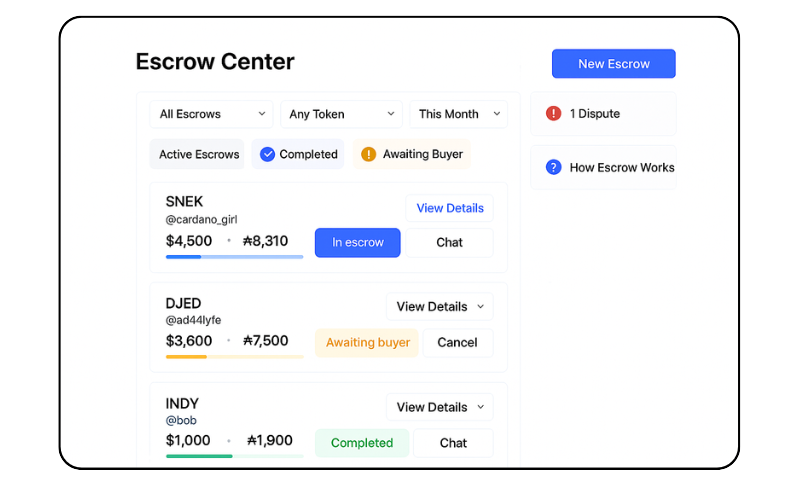 Escrow Center
New Escrow
All Escrows
Any Token
This Month
1 Dispute
Active Escrows
Completed
Awaiting Buyer
How Escrow Works
SNEK
@cardano_girl
View Details
$4,500 • ₳8,310
In escrow
Chat
DJED
@ad44lyfe
View Details
$3,600 • ₳7,500
Awaiting buyer
Cancel
INDY
@bob
View Details
$1,000 • ₳1,900
Completed
Chat